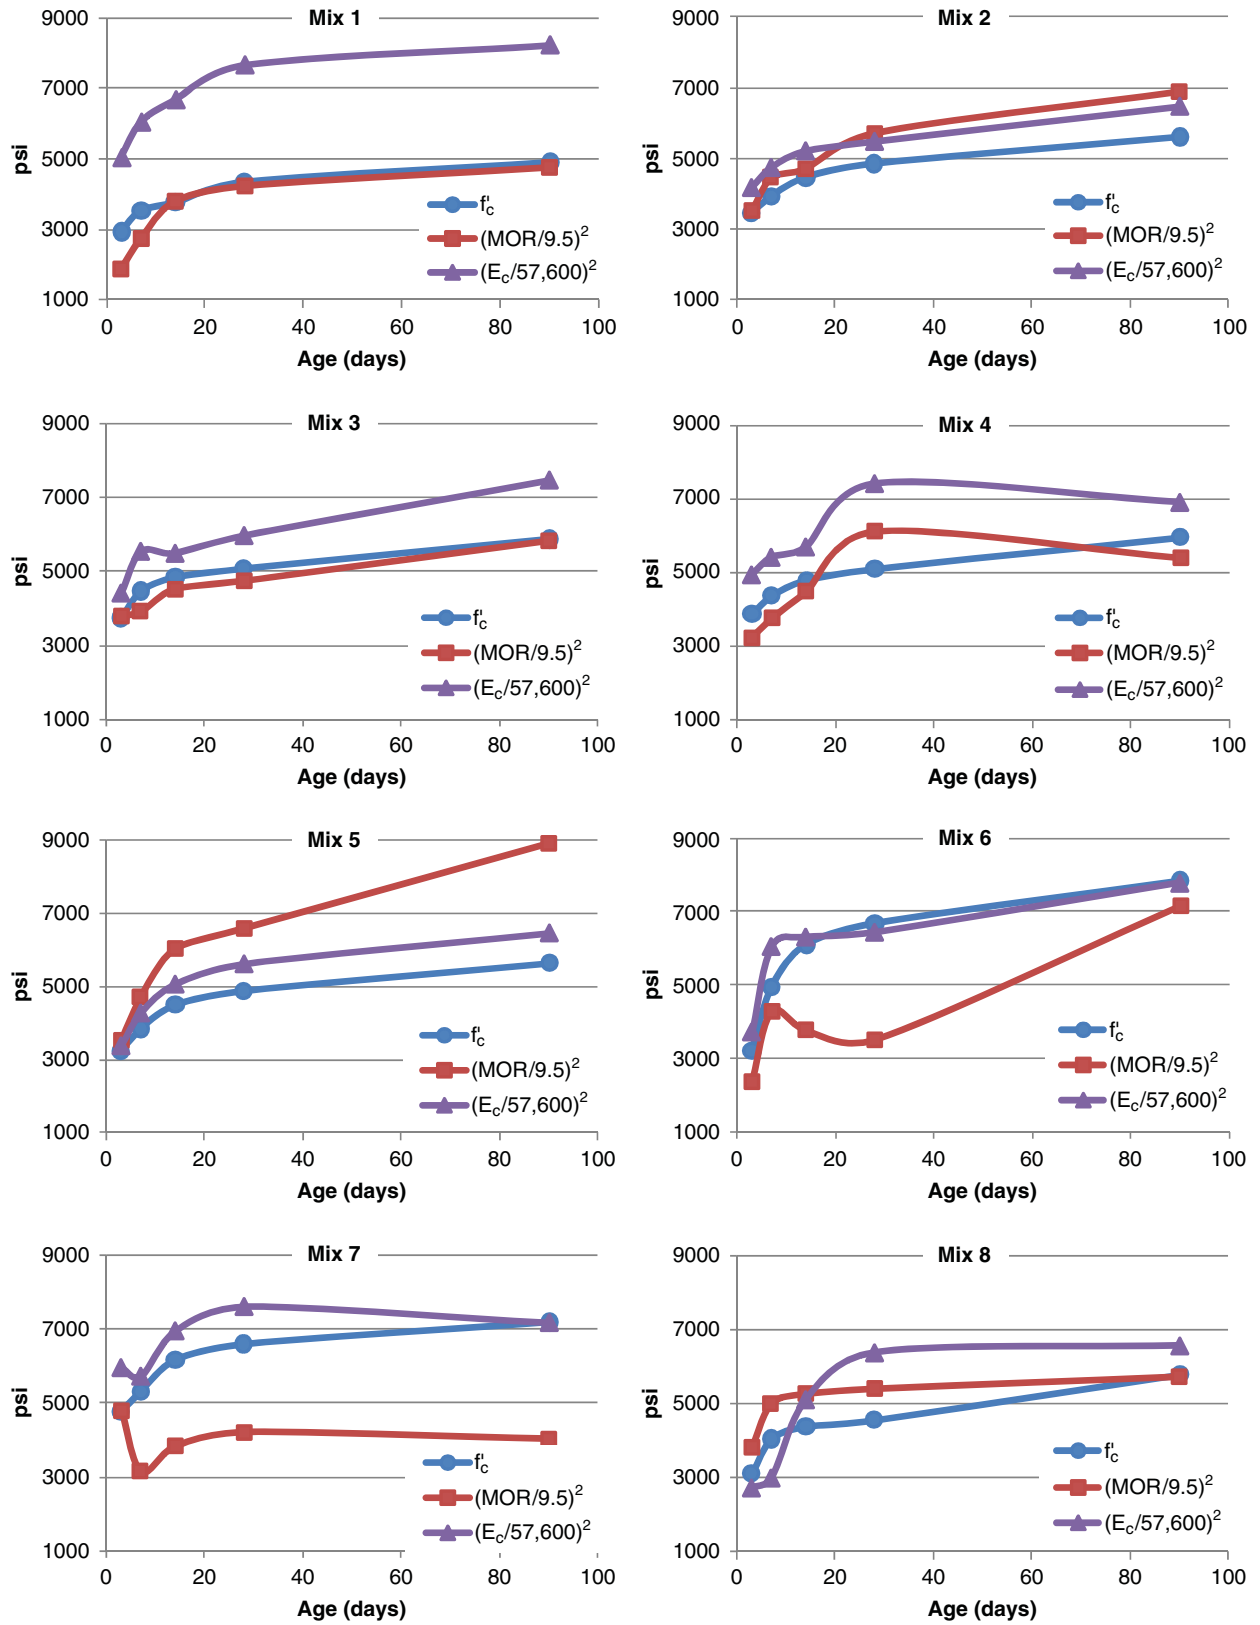 Mix 1
9000
7000
5000
3000
1000
psi
f'c
(MOR/9.5)²
(Ec/57,600)²
0 20 40 60 80 100
Age (days)
Mix 2
9000
7000
5000
3000
1000
psi
f'c
(MOR/9.5)²
(Ec/57,600)²
0 20 40 60 80 100
Age (days)
Mix 3
9000
7000
5000
3000
1000
psi
f'c
(MOR/9.5)²
(Ec/57,600)²
0 20 40 60 80 100
Age (days)
Mix 4
9000
7000
5000
3000
1000
psi
f'c
(MOR/9.5)²
(Ec/57,600)²
0 20 40 60 80 100
Age (days)
Mix 5
9000
7000
5000
3000
1000
psi
f'c
(MOR/9.5)²
(Ec/57,600)²
0 20 40 60 80 100
Age (days)
Mix 6
9000
7000
5000
3000
1000
psi
f'c
(MOR/9.5)²
(Ec/57,600)²
0 20 40 60 80 100
Age (days)
Mix 7
9000
7000
5000
3000
1000
psi
f'c
(MOR/9.5)²
(Ec/57,600)²
0 20 40 60 80 100
Age (days)
Mix 8
9000
7000
5000
3000
1000
psi
f'c
(MOR/9.5)²
(Ec/57,600)²
0 20 40 60 80 100
Age (days)